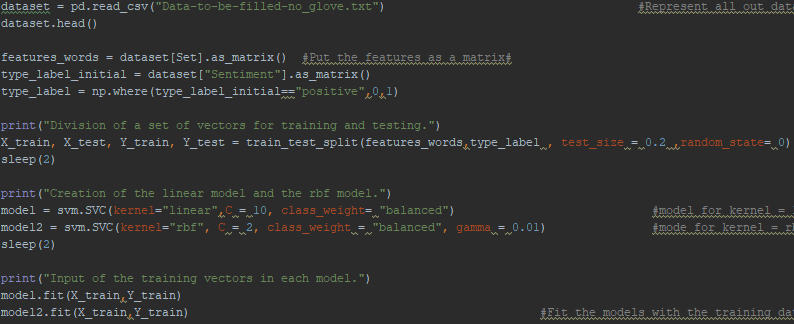 dataset = pd.read_csv("Data-to-be-filled-no_glove.txt") #Represent all out dat
dataset.head()
features_words = dataset[Set].as_matrix() #Put the features as a matrix#
type_label_initial = dataset["Sentiment"].as_matrix()
type_label = np.where(type_label_initial=="positive",0,1)
print("Division of a set of vectors for training and testing.")
X_train, X_test, Y_train, Y_test = train_test_split(features_words,type_label , test_size = 0.2 ,random_state= 0)
sleep(2)
print("Creation of the linear model and the rbf model.")
model = svm.SVC(kernel="linear",C = 10, class_weight= "balanced") #model for kernel =
model2 = svm.SVC(kernel="rbf", C = 2, class_weight = "balanced", gamma = 0.01) #mode for kernel = r
sleep(2)
print("Input of the training vectors in each model.")
model.fit(X_train,Y_train)
model2.fit(X_train,Y_train) #Fit the models with the training da